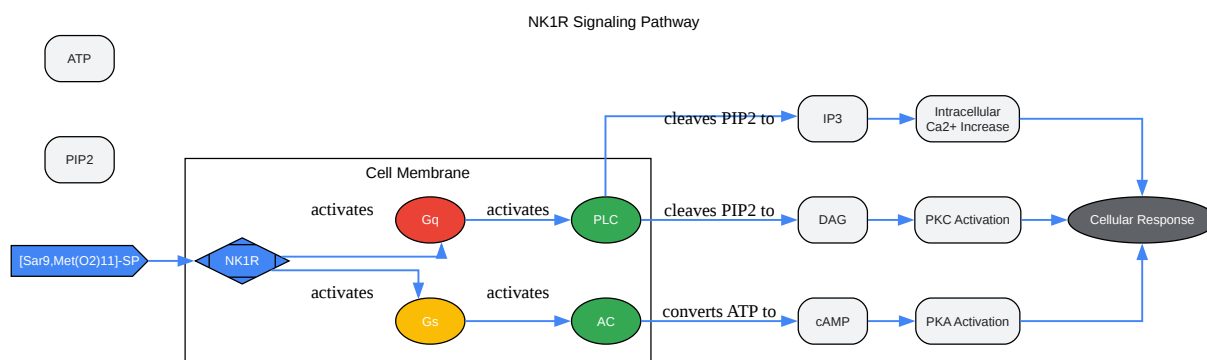 NK1R Signaling Pathway
ATP
PIP2
Cell Membrane
cleaves PIP2 to
IP3
Intracellular
Ca2+ Increase
activates
Gq
activates
PLC
cleaves PIP2 to
DAG
PKC Activation
Cellular Response
[Sar9,Met(O2)11]-SP
NK1R
activates
Gs
activates
AC
converts ATP to
cAMP
PKA Activation